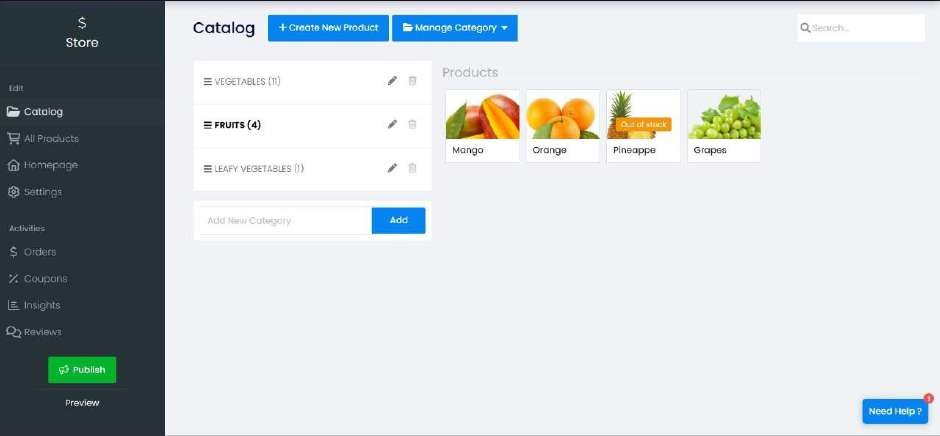 $
Store
Edit
Catalog
All Products
Homepage
Settings
Activities
$ Orders
Coupons
Insights
Reviews
Publish
Preview
Catalog
+ Create New Product
Manage Category
Search...
VEGETABLES (11)
FRUITS (4)
LEAFY VEGETABLES (1)
Add New Category
Add
Products
Out of stock
Mango
Orange
Pineappe
Grapes
1
Need Help ?